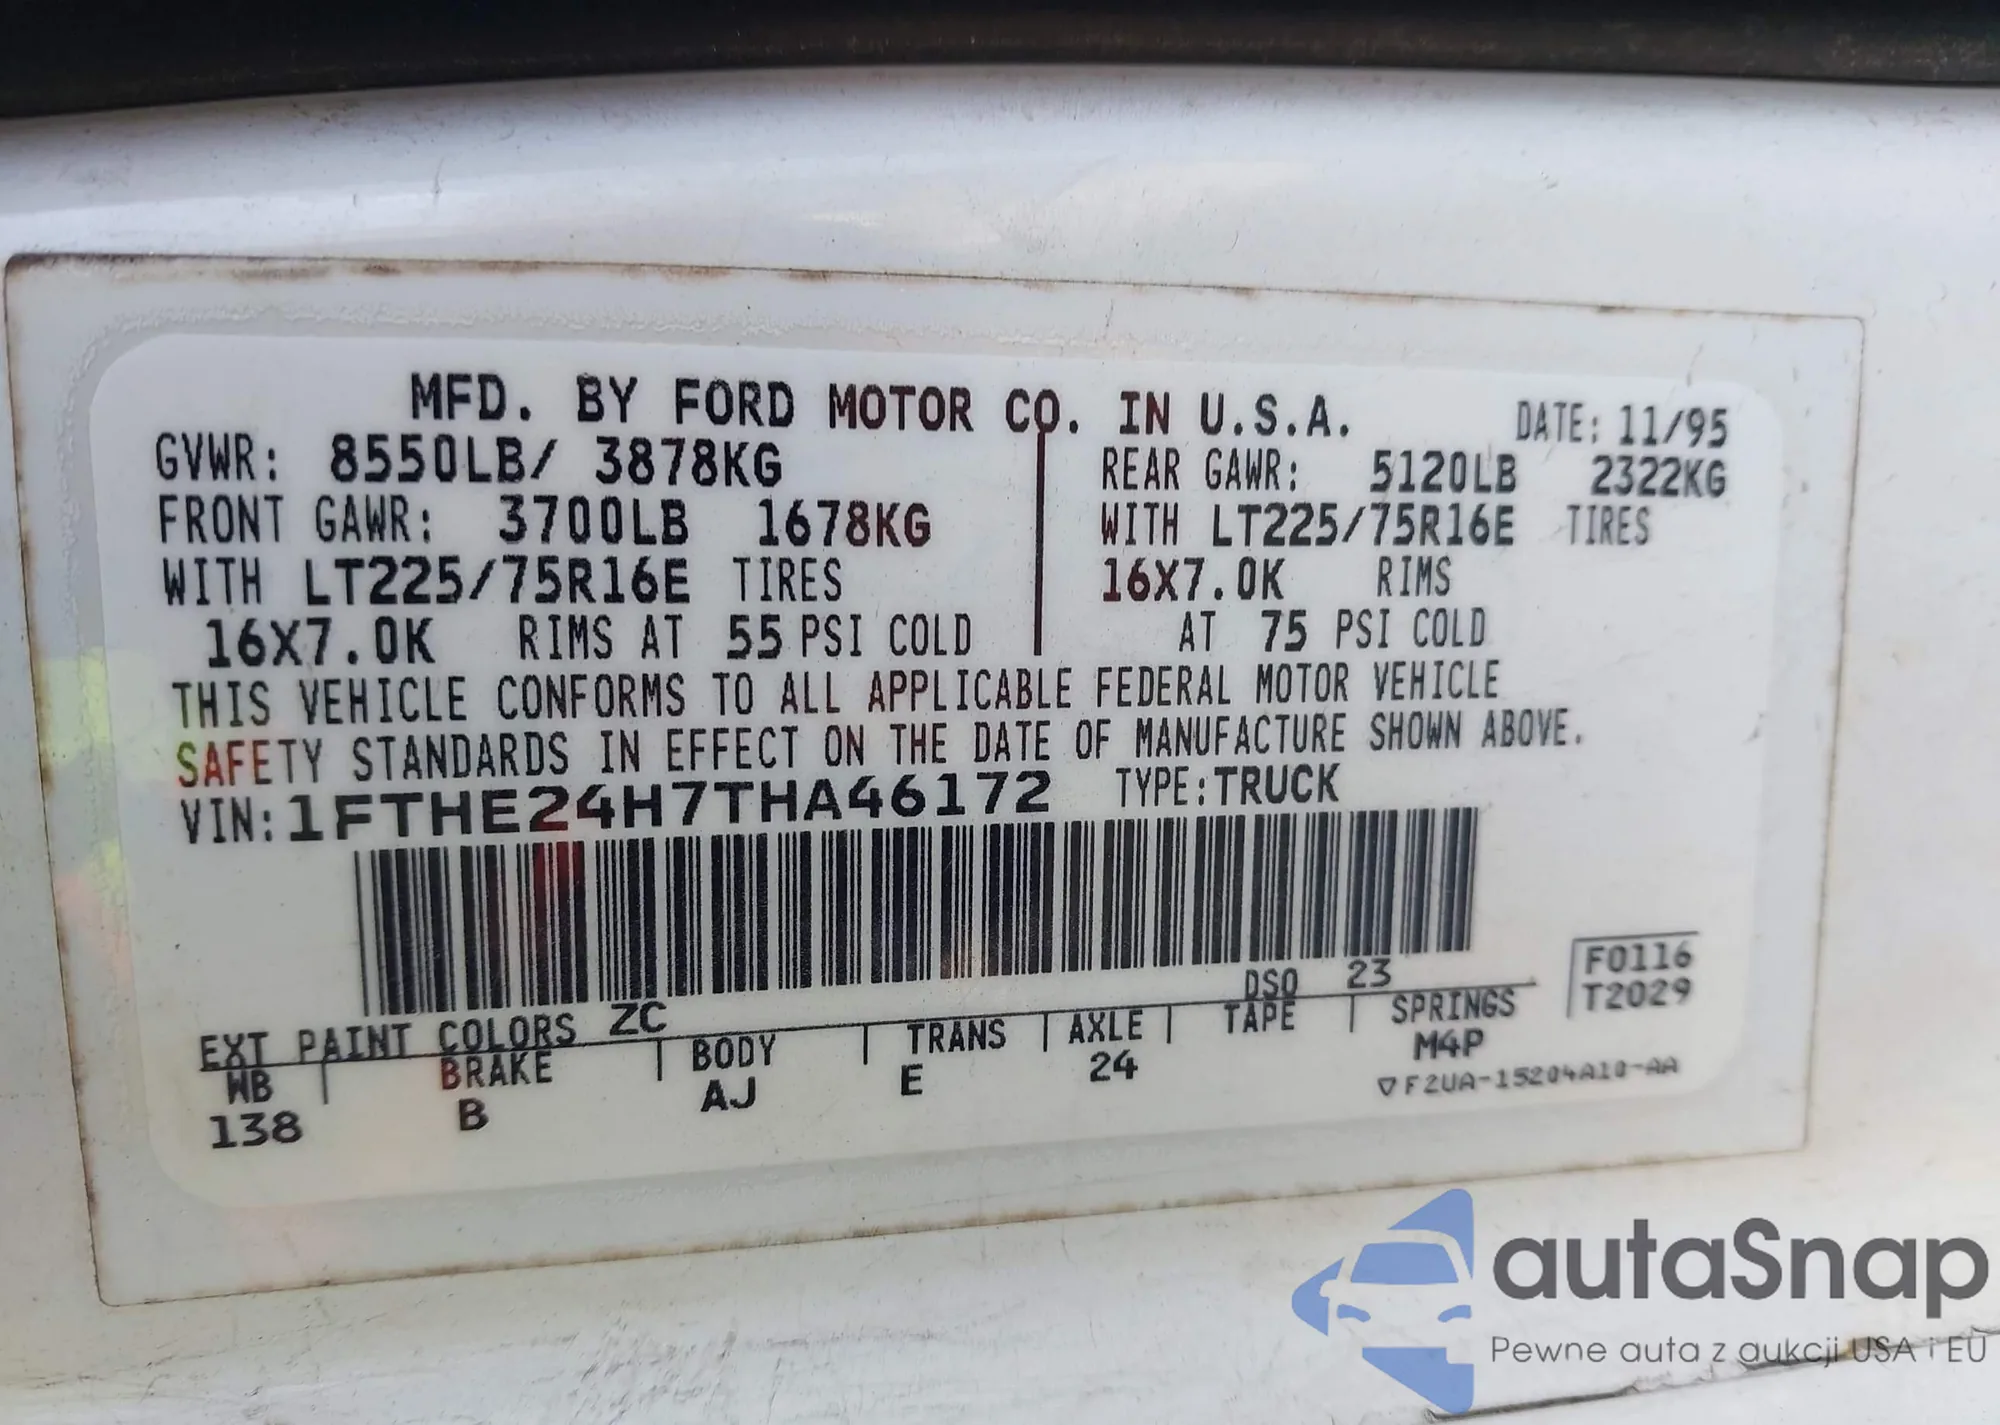 MFD. BY FORD MOTOR CO. IN U.S.A.
DATE: 11/95
GVWR: 8550LB/ 3878KG
FRONT GAWR: 3700LB 1678KG
WITH LT225/75R16E TIRES
16X7.0K RIMS AT 55 PSI COLD
REAR GAWR: 5120LB 2322KG
WITH LT225/75R16E TIRES
16X7.0K RIMS
AT 75 PSI COLD
THIS VEHICLE CONFORMS TO ALL APPLICABLE FEDERAL MOTOR VEHICLE
SAFETY STANDARDS IN EFFECT ON THE DATE OF MANUFACTURE SHOWN ABOVE.
VIN: 1FTHE24H7THA46172 TYPE: TRUCK
F0116
T2029
EXT PAINT COLORS ZC DSO 23
WB BRAKE BODY TRANS AXLE TAPE SPRINGS
138 B AJ E 24 M4P
F2UA-15204A10-AA
autaSnap
Pewne auta z aukcji USA i EU